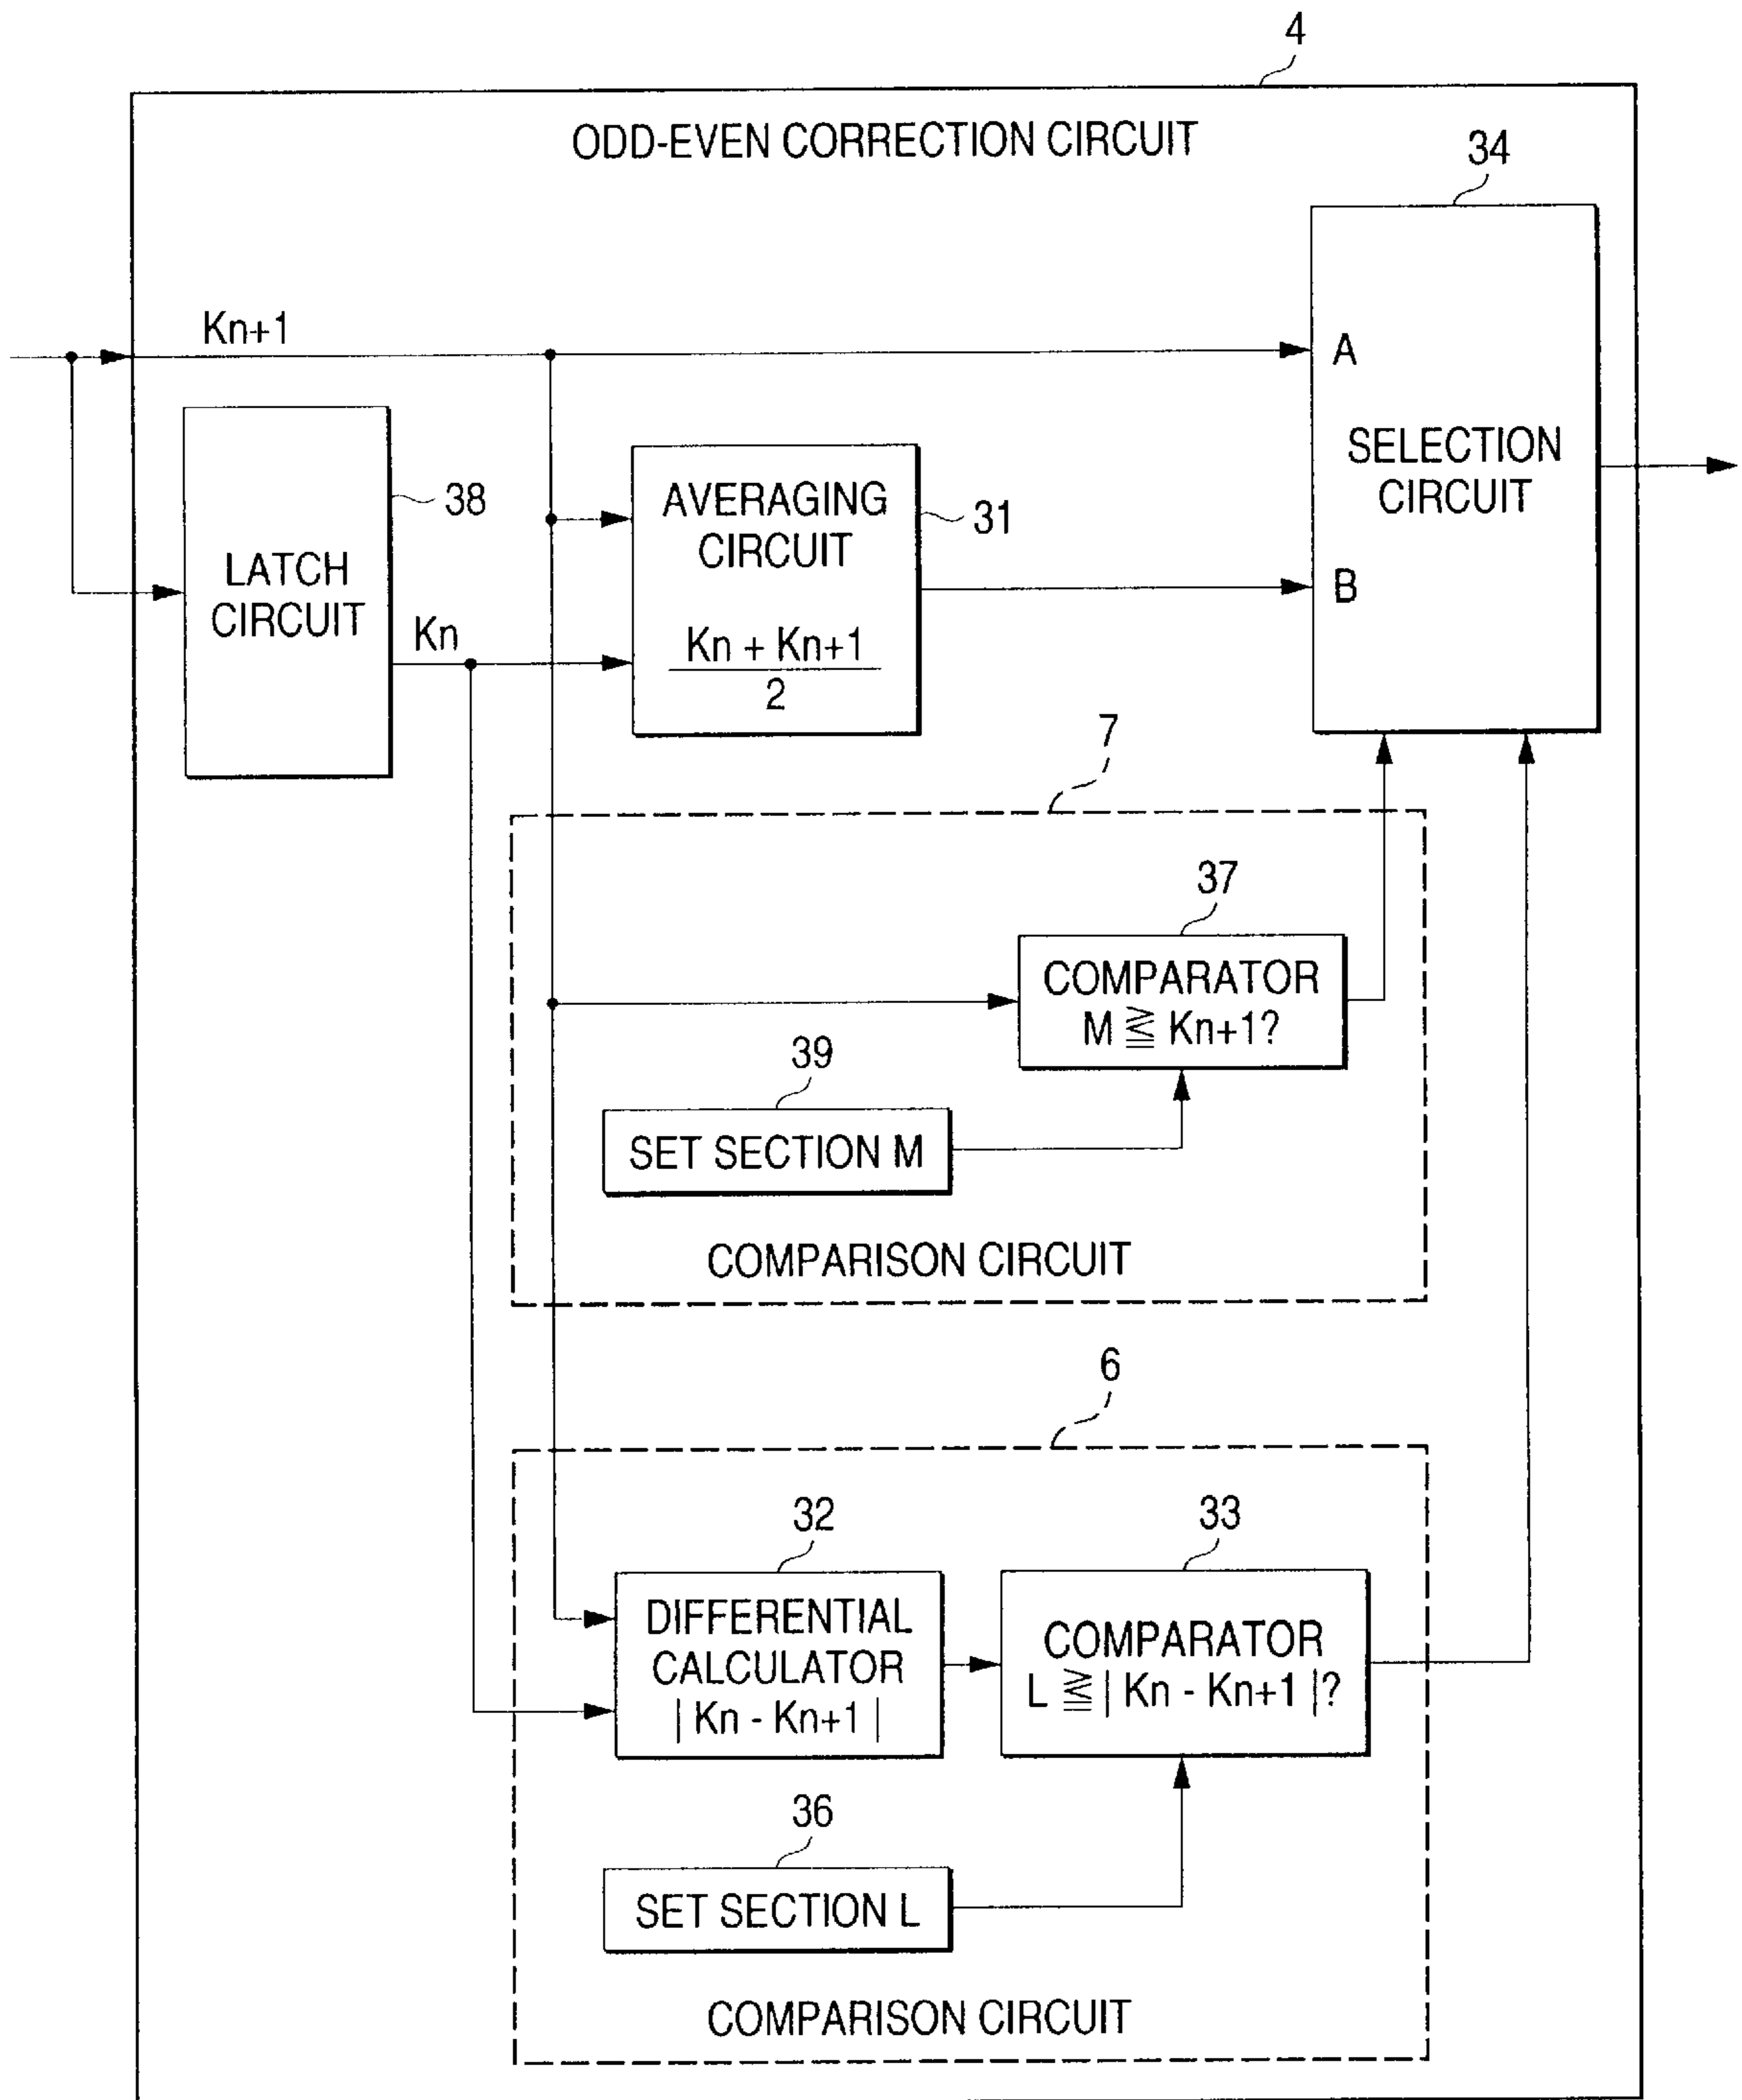 4
ODD-EVEN CORRECTION CIRCUIT
34
Kn+1
A
SELECTION
CIRCUIT
B
38
LATCH
CIRCUIT
Kn
AVERAGING
CIRCUIT
Kn + Kn+1
2
31
7
37
COMPARATOR
M ≧≦ Kn+1?
39
SET SECTION M
COMPARISON CIRCUIT
6
32
DIFFERENTIAL
CALCULATOR
| Kn - Kn+1 |
33
COMPARATOR
L ≧≦ | Kn - Kn+1 |?
36
SET SECTION L
COMPARISON CIRCUIT